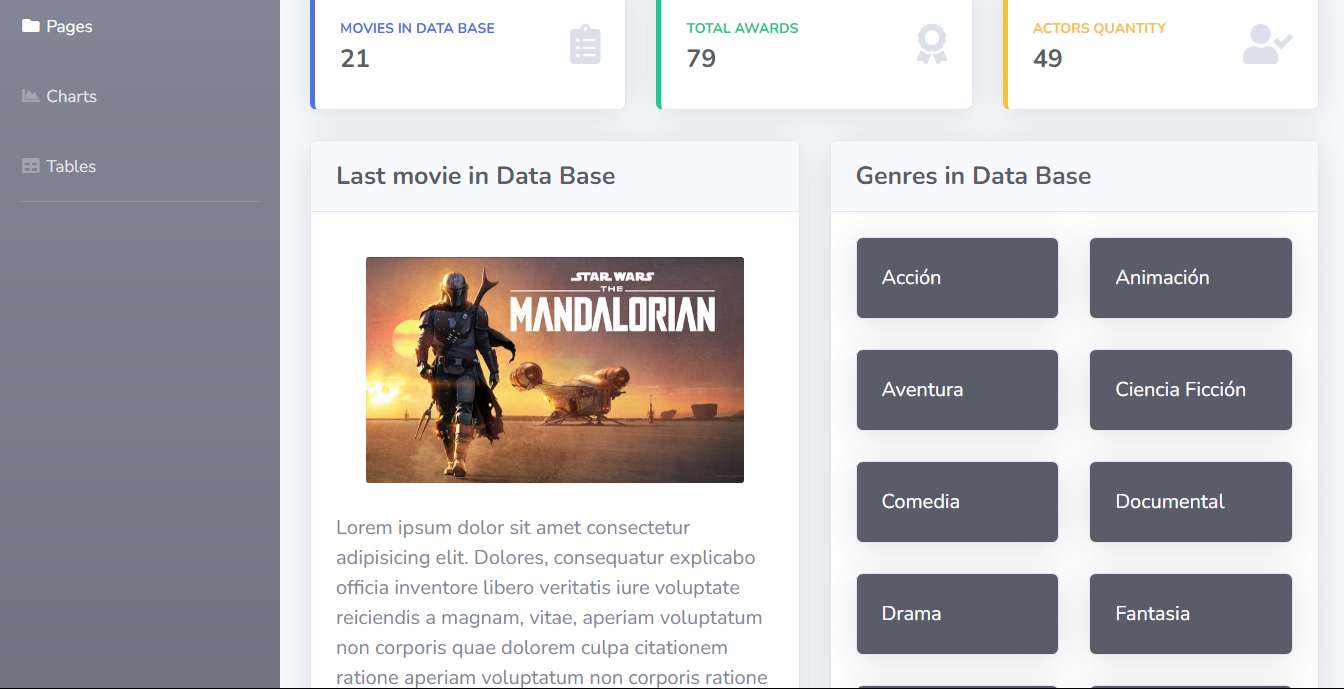 Pages
Charts
Tables
MOVIES IN DATA BASE
21
TOTAL AWARDS
79
ACTORS QUANTITY
49
Last movie in Data Base
STAR WARS
THE
MANDALORIAN
Lorem ipsum dolor sit amet consectetur
adipisicing elit. Dolores, consequatur explicabo
officia inventore libero veritatis iure voluptate
reiciendis a magnam, vitae, aperiam voluptatum
non corporis quae dolorem culpa citationem
ratione aperiam voluptatum non corporis ratione
Genres in Data Base
Acción
Animación
Aventura
Ciencia Ficción
Comedia
Documental
Drama
Fantasia